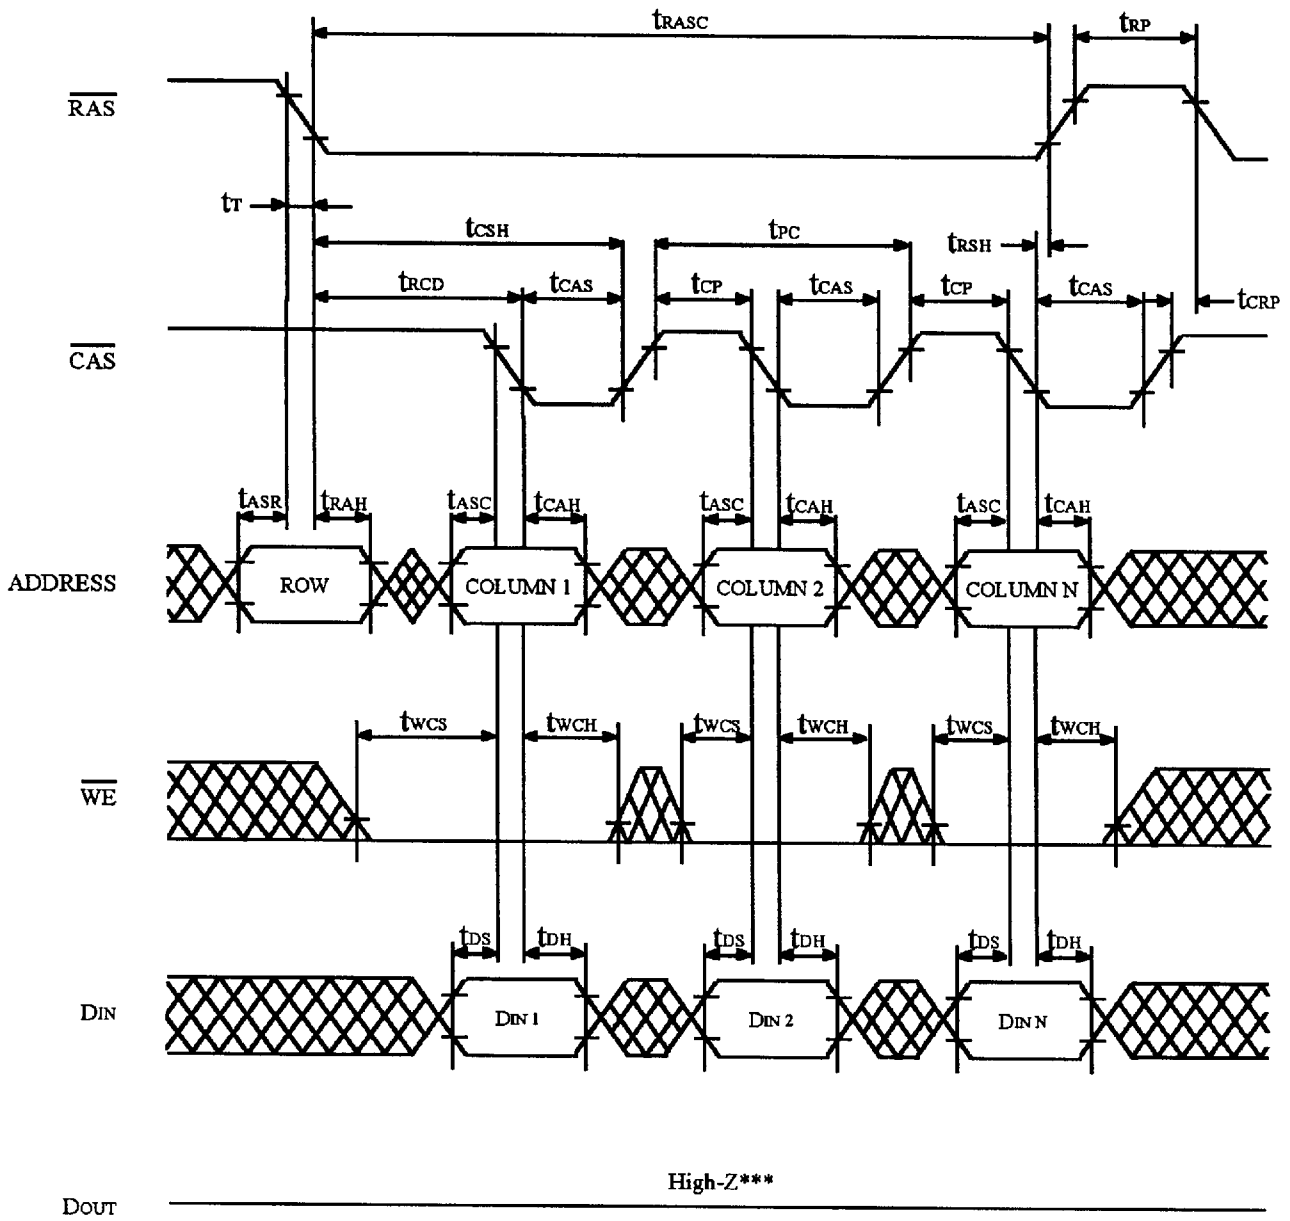 tRASC tRP
RAS
tT
tCSH tPC tRSH
tRCD tCAS tCP tCAS tCP tCAS tCRP
CAS
tASR tRAH tASC tCAH tASC tCAH tASC tCAH
ADDRESS ROW COLUMN 1 COLUMN 2 COLUMN N
tWCS tWCH tWCS tWCH tWCS tWCH
WE
tDS tDH tDS tDH tDS tDH
DIN DIN 1 DIN 2 DIN N
High-Z***
DOUT